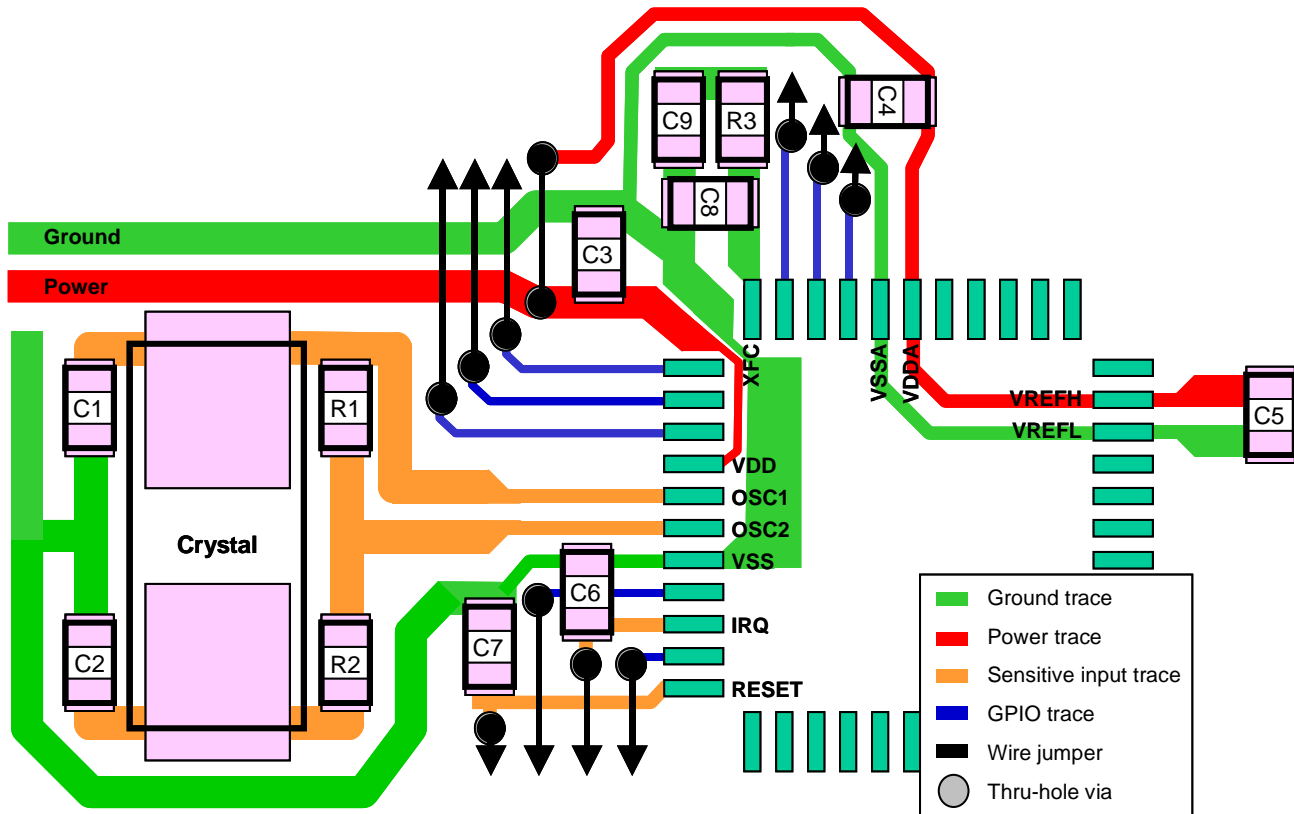 C4
C9
R3
C8
Ground
C3
Power
XFC
VSSA
VDDA
C1
R1
VREFH
C5
VREFL
VDD
OSC1
OSC2
Crystal
VSS
C6
Ground trace
IRQ
Power trace
C7
C2
R2
Sensitive input trace
RESET
GPIO trace
Wire jumper
Thru-hole via